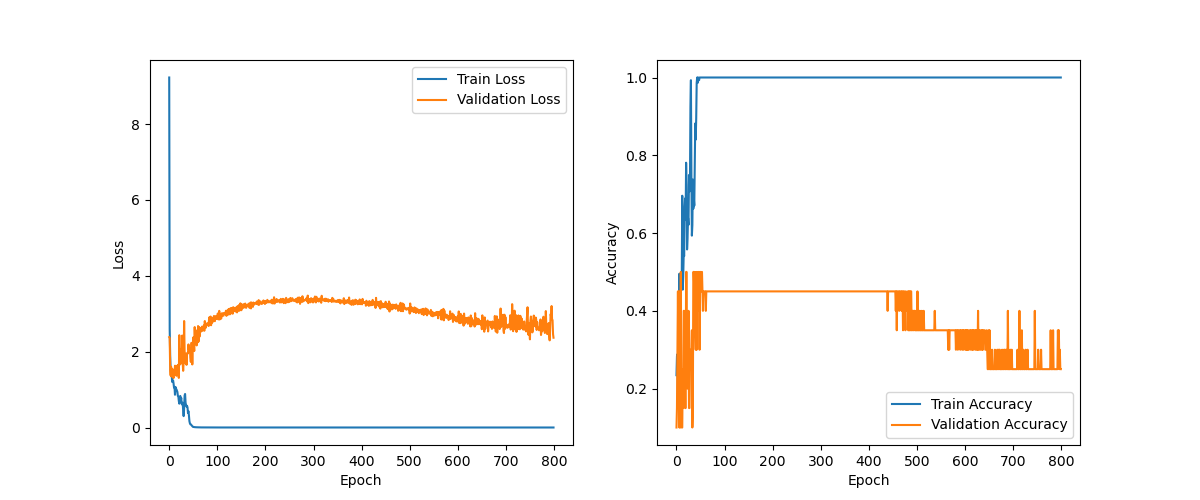 Train Loss
Validation Loss
8
6
4
2
0
0 100 200 300 400 500 600 700 800
Epoch
Loss
1.0
0.8
0.6
0.4
0.2
Train Accuracy
Validation Accuracy
0 100 200 300 400 500 600 700 800
Epoch
Accuracy